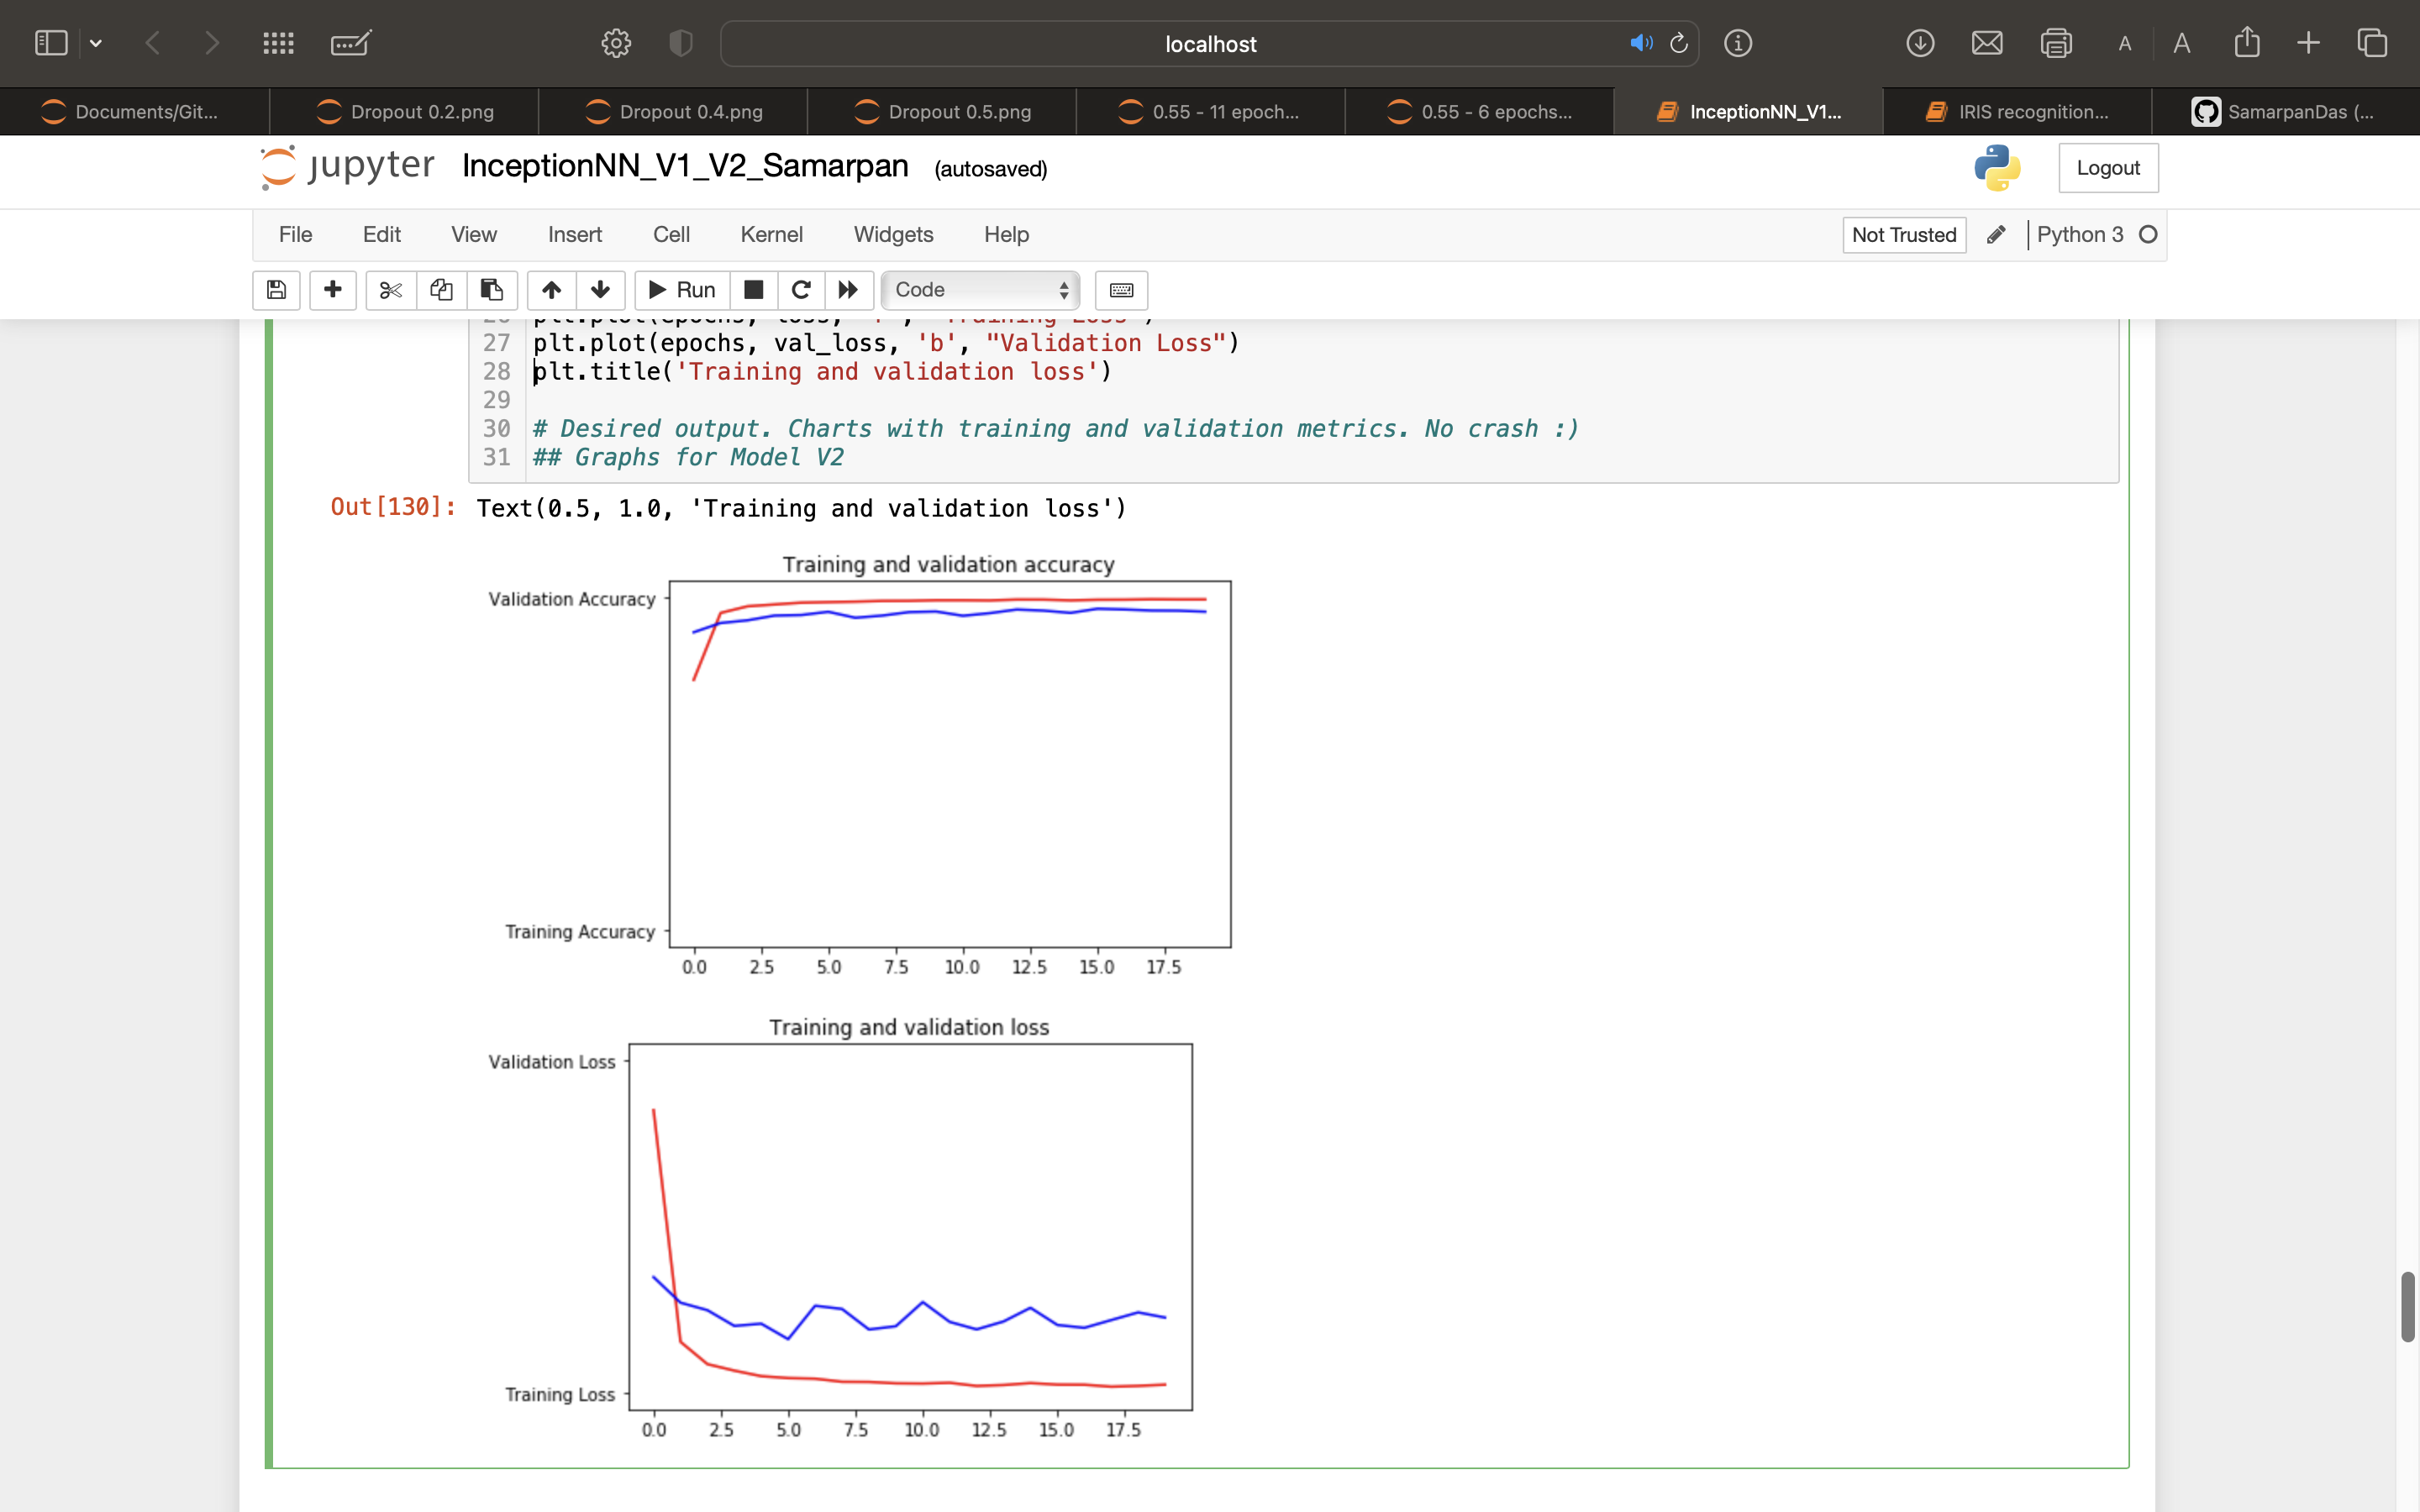 localhost
A A
Documents/Git...
Dropout 0.2.png
Dropout 0.4.png
Dropout 0.5.png
0.55 - 11 epoch...
0.55 - 6 epochs...
InceptionNN_V1...
IRIS recognition...
SamarpanDas (...
jupyter InceptionNN_V1_V2_Samarpan (autosaved)
Logout
File Edit View Insert Cell Kernel Widgets Help
Not Trusted
Python 3
Run
Code
27 plt.plot(epochs, val_loss, 'b', "Validation Loss")
28 plt.title('Training and validation loss')
29
30 # Desired output. Charts with training and validation metrics. No crash :)
31 ## Graphs for Model V2
Out[130]: Text(0.5, 1.0, 'Training and validation loss')
Training and validation accuracy
Validation Accuracy
Training Accuracy
0.0 2.5 5.0 7.5 10.0 12.5 15.0 17.5
Training and validation loss
Validation Loss
Training Loss
0.0 2.5 5.0 7.5 10.0 12.5 15.0 17.5